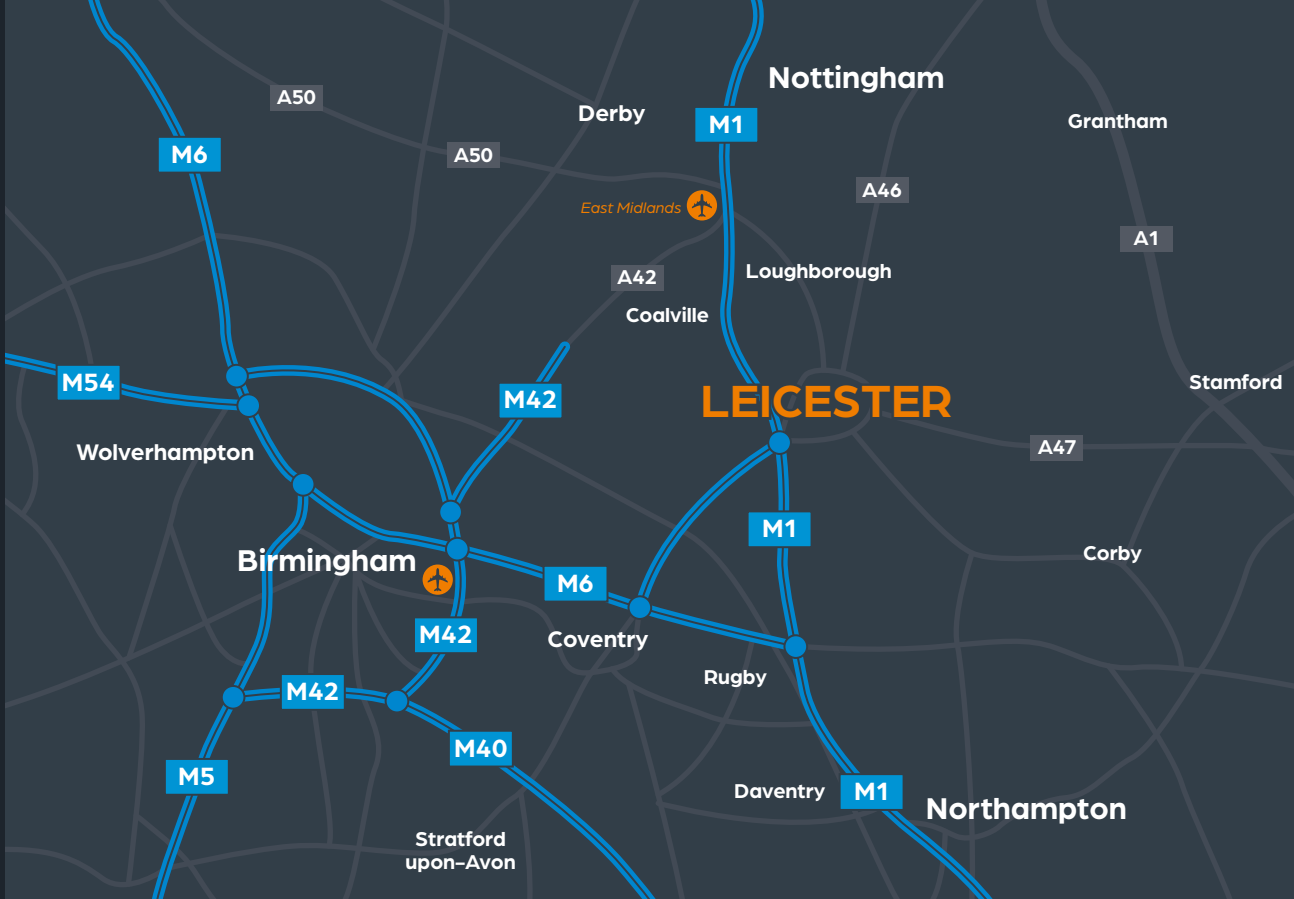 Nottingham
A50
Derby
M1
Grantham
M6
A50
A46
East Midlands
A1
Loughborough
A42
Coalville
M54
Stamford
M42
LEICESTER
Wolverhampton
A47
M1
Birmingham
Corby
M6
M42
Coventry
Rugby
M42
M40
M5
Daventry
M1
Northampton
Stratford
upon-Avon